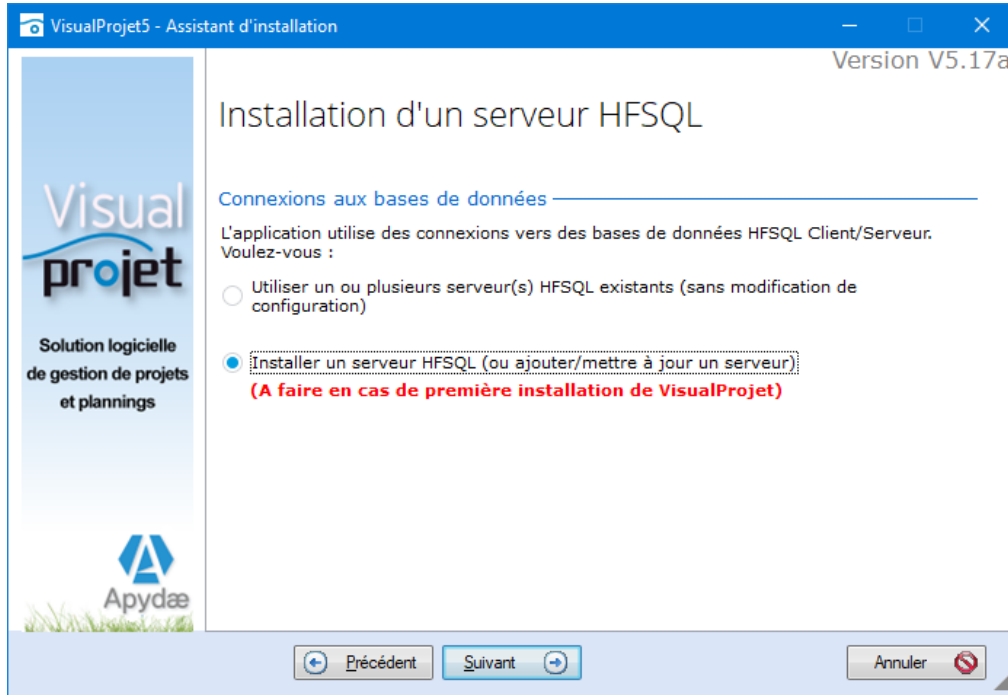 VisualProjet5 - Assistant d'installation
Version V5.17a
Installation d'un serveur HFSQL
Connexions aux bases de données
L'application utilise des connexions vers des bases de données HFSQL Client/Serveur.
Voulez-vous :
Utiliser un ou plusieurs serveur(s) HFSQL existants (sans modification de
configuration)
Installer un serveur HFSQL (ou ajouter/mettre à jour un serveur)
(A faire en cas de première installation de VisualProjet)
Visual
projet
Solution logicielle
de gestion de projets
et plannings
Apydæ
Précédent
Suivant
Annuler